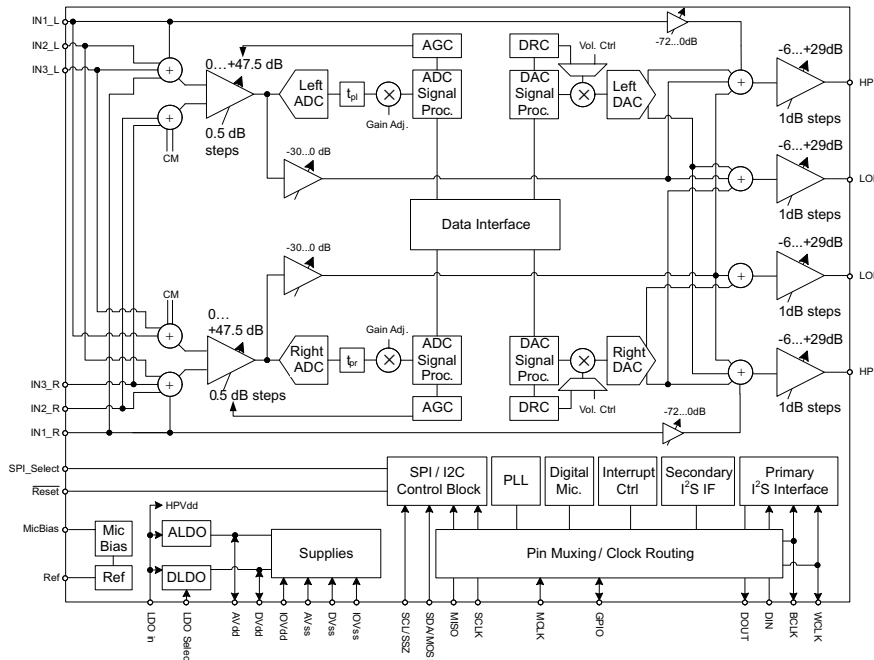 IN1_L
IN2_L
IN3_L
-72...0dB
AGC
DRC
Vol. Ctrl
0…+47.5 dB
-6...+29dB
+
Left ADC
tpl
×
ADC Signal Proc.
DAC Signal Proc.
×
Left DAC
+
HP
Gain Adj.
+
CM
0.5 dB steps
1dB steps
-30...0 dB
-6...+29dB
+
LOL
1dB steps
Data Interface
-30...0 dB
-6...+29dB
+
LOR
1dB steps
CM
0… +47.5 dB
Gain Adj.
-6...+29dB
+
Right ADC
tpr
×
ADC Signal Proc.
DAC Signal Proc.
×
Right DAC
+
HP
+
IN3_R
0.5 dB steps
AGC
DRC
Vol. Ctrl
1dB steps
IN2_R
IN1_R
-72...0dB
SPI_Select
Reset
SPI / I2C Control Block
PLL
Digital Mic.
Interrupt Ctrl
Secondary I2S IF
Primary I2S Interface
HPVdd
MicBias
Mic Bias
ALDO
Supplies
Pin Muxing / Clock Routing
Ref
Ref
DLDO
LDO in
LDO Select
AVdd
DVdd
IOVdd
AVss
DVss
IOVss
SCL/SSZ
SDA/MOS
MISO
SCLK
MCLK
GPIO
DOUT
DIN
BCLK
WCLK